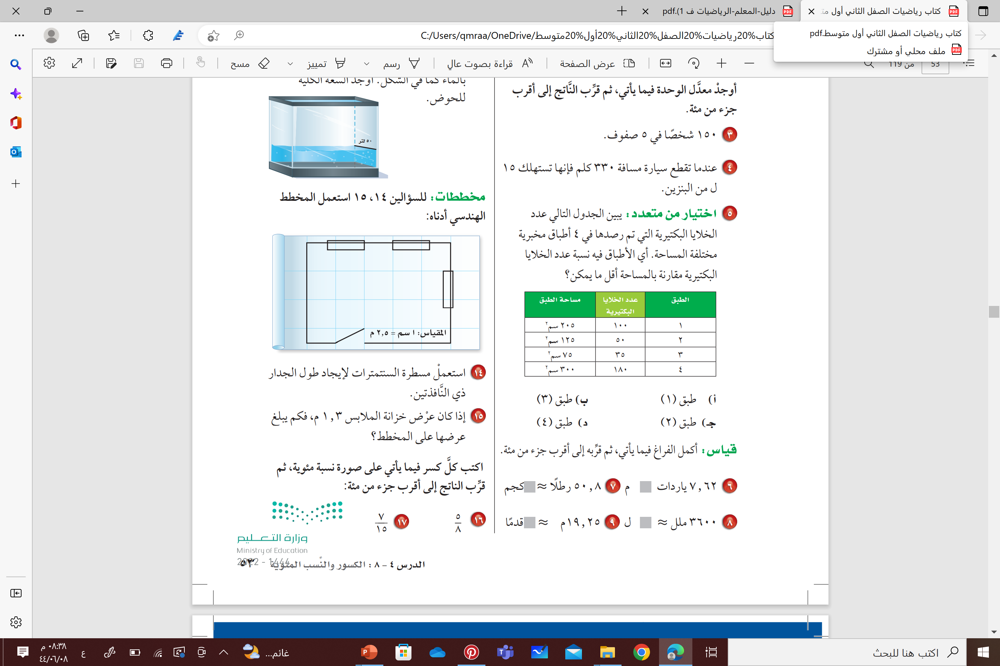 كتاب رياضيات الصفل الثاني أول
دليل-المعلم-الرياضيات ف 1).pdf
كتاب رياضيات الصفل الثاني أول متوسط.pdf
ملف محلي أو مشترك
C:/Users/qmraa/OneDrive/كتاب%20رياضيات%20الصفل%20الثاني%20أول%20متوسط
53
من 119
عرض الصفحة
قراءة بصوت عالٍ
رسم
تمييز
مسح
أوجدْ معدَّل الوحدة فيما يأتي، ثم قرِّب النَّاتج إلى أقرب
جزء من مئة.
٣ ١٥٠ شخصًا في ٥ صفوف.
٤ عندما تقطع سيارة مسافة ٣٣٠ كلم فإنها تستهلك ١٥
ل من البنزين.
٥ اختيار من متعدد: يبين الجدول التالي عدد
الخلايا البكتيرية التي تم رصدها في ٤ أطباق مخبرية
مختلفة المساحة. أي الأطباق فيه نسبة عدد الخلايا
البكتيرية مقارنة بالمساحة أقل ما يمكن؟
الطبق عدد الخلايا البكتيرية مساحة الطبق
١ ١٠٠ ٢٠٥ سم٢
٢ ٥٠ ١٢٥ سم٢
٣ ٣٥ ٧٥ سم٢
٤ ١٨٠ ٣٠٠ سم٢
أ) طبق (١) ب) طبق (٣)
جـ) طبق (٢) د) طبق (٤)
قياس: أكمل الفراغ فيما يأتي، ثم قرِّبه إلى أقرب جزء من مئة.
٦ ٧,٦٢ ياردات م ٧ ٥٠,٨ رطلًا ≈ كجم
٨ ٣٦٠٠ ملل ≈ ل ٩ ١٩,٢٥م ≈ قدمًا
بالماء كما في الشكل. أوجد السعة الكلية
للحوض.
٥٠ لتر
مخططات: للسؤالين ١٤، ١٥ استعمل المخطط
الهندسي أدناه:
المقياس: ١ سم = ٢,٥ م
١٤ استعملْ مسطرة السنتمترات لإيجاد طول الجدار
ذي النَّافذتين.
١٥ إذا كان عرْض خزانة الملابس ١,٣ م، فكم يبلغ
عرضها على المخطط؟
اكتب كلَّ كسر فيما يأتي على صورة نسبة مئوية، ثم
قرِّب الناتج إلى أقرب جزء من مئة:
١٦ ٥/٨ ١٧ ٧/١٥
وزارة التـعـلـيم
Ministry of Education
2022 - 1444
الدرس ٤ - ٨ : الكسور والنِّسب المئوية ٥٣
اكتب هنا للبحث
غائم...
ع
٠٨:٣٨ م
٤٤/٠٦/٠٨